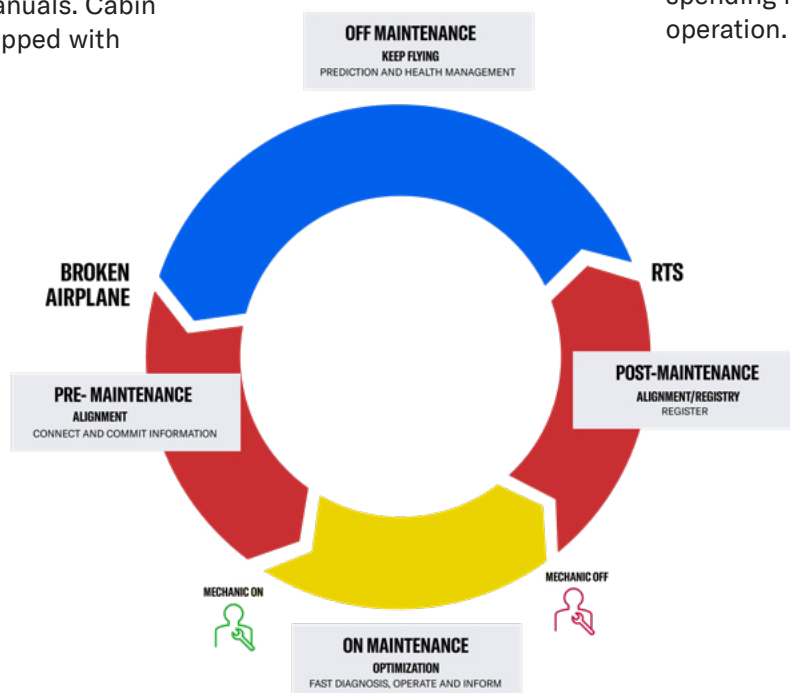 anuals. Cabin
pped with
operation.
OFF MAINTENANCE
KEEP FLYING
PREDICTION AND HEALTH MANAGEMENT
BROKEN
AIRPLANE
RTS
PRE- MAINTENANCE
ALIGNMENT
CONNECT AND COMMIT INFORMATION
POST-MAINTENANCE
ALIGNMENT/REGISTRY
REGISTER
MECHANIC ON
MECHANIC OFF
ON MAINTENANCE
OPTIMIZATION
FAST DIAGNOSIS, OPERATE AND INFORM